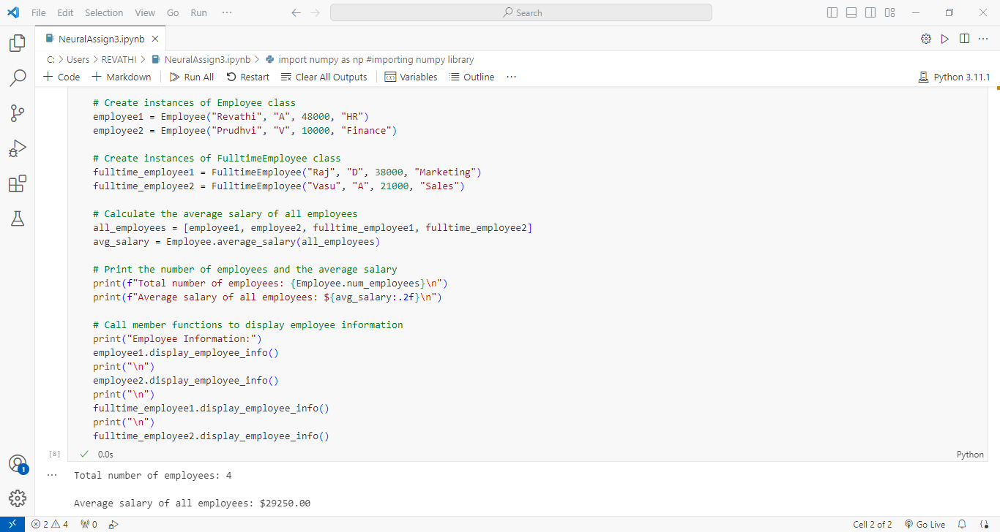 File Edit Selection View Go Run ···
Search
NeuralAssign3.ipynb
C: > Users > REVATHI > NeuralAssign3.ipynb > import numpy as np #importing numpy library
+ Code + Markdown Run All Restart Clear All Outputs Variables Outline ··· Python 3.11.1
# Create instances of Employee class
employee1 = Employee("Revathi", "A", 48000, "HR")
employee2 = Employee("Prudhvi", "V", 10000, "Finance")
# Create instances of FulltimeEmployee class
fulltime_employee1 = FulltimeEmployee("Raj", "D", 38000, "Marketing")
fulltime_employee2 = FulltimeEmployee("Vasu", "A", 21000, "Sales")
# Calculate the average salary of all employees
all_employees = [employee1, employee2, fulltime_employee1, fulltime_employee2]
avg_salary = Employee.average_salary(all_employees)
# Print the number of employees and the average salary
print(f"Total number of employees: {Employee.num_employees}\n")
print(f"Average salary of all employees: ${avg_salary:.2f}\n")
# Call member functions to display employee information
print("Employee Information:")
employee1.display_employee_info()
print("\n")
employee2.display_employee_info()
print("\n")
fulltime_employee1.display_employee_info()
print("\n")
fulltime_employee2.display_employee_info()
[8] 0.0s Python
··· Total number of employees: 4
Average salary of all employees: $29250.00
1
2 4 0 Cell 2 of 2 Go Live